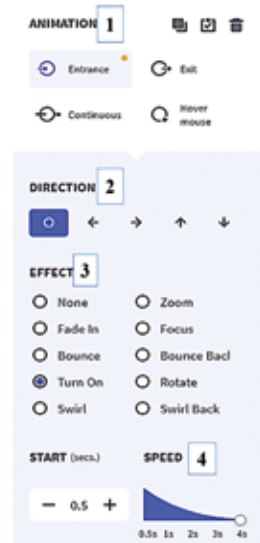 ANIMATION 1
Entrance Exit
Continuous Hover
mouse
DIRECTION 2
EFFECT 3
None Zoom
Fade In Focus
Bounce Bounce Bacl
Turn On Rotate
Swirl Swirl Back
START (secs.) SPEED 4
− 0.5 +
0.5s 1s 2s 3s 4s